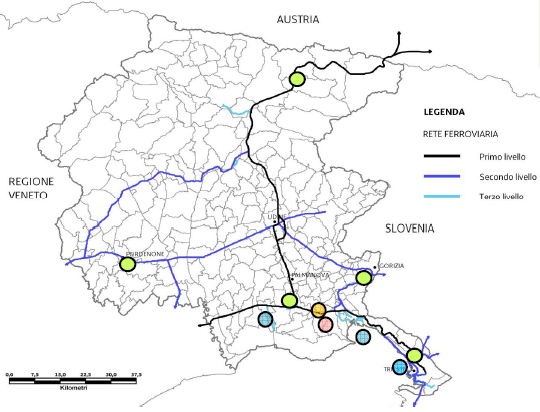 AUSTRIA
LEGENDA
RETE FERROVIARIA
Primo livello
Secondo livello
Terzo livello
REGIONE
VENETO
SLOVENIA
UDINE
PORDENONE
GORIZIA
PALMANOVA
0,0 7,5 15,0 22,5 30,0 37,5
Kilometri